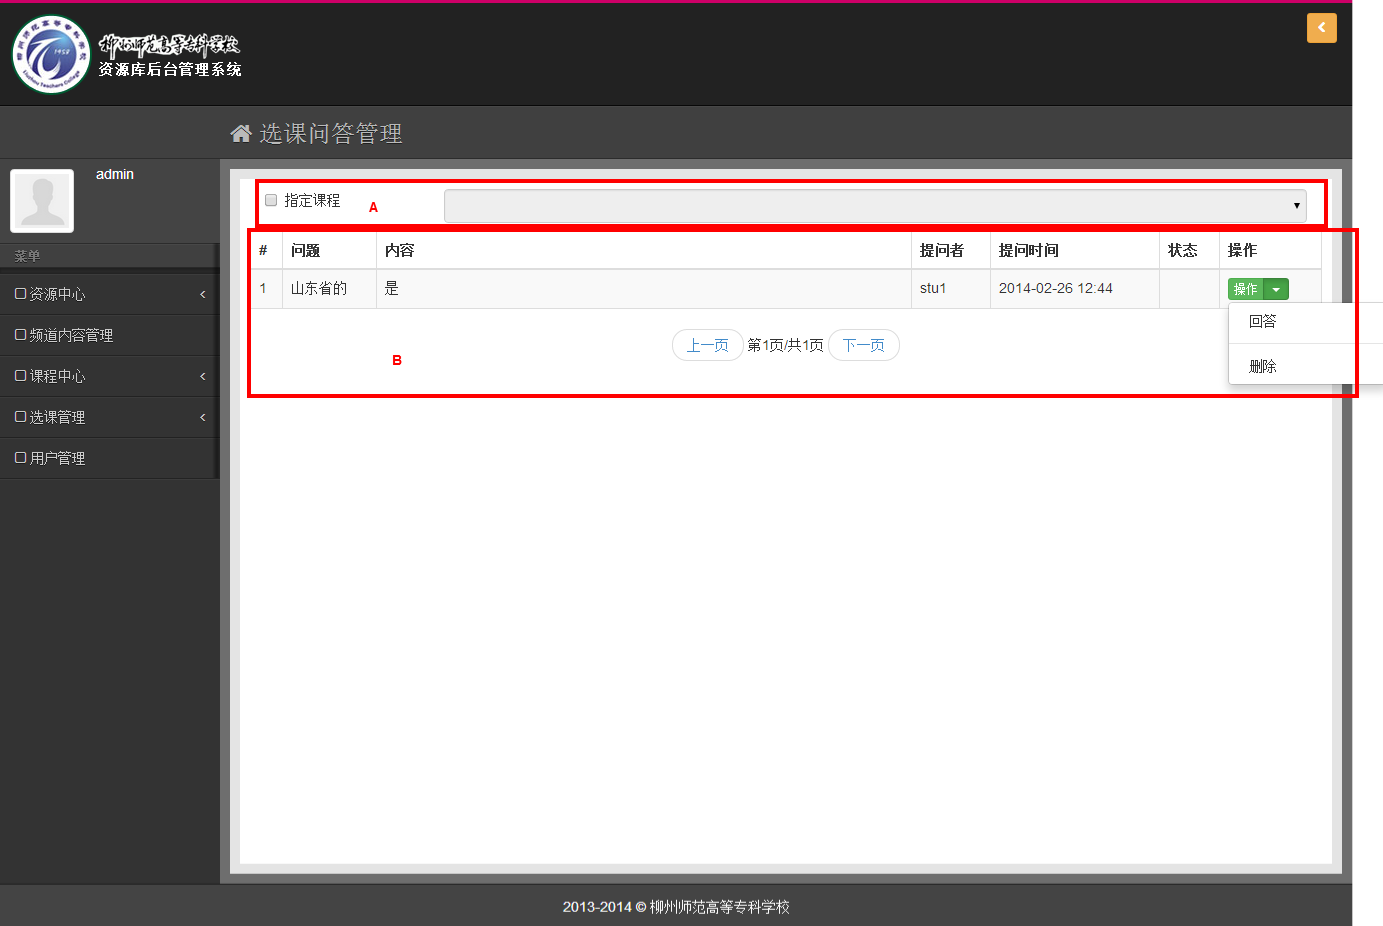 柳州师范高等专科学校
资源库后台管理系统
选课问答管理
admin
菜单
资源中心
频道内容管理
课程中心
选课管理
用户管理
指定课程
A
# 问题 内容 提问者 提问时间 状态 操作
1 山东省的 是 stu1 2014-02-26 12:44 操作
回答
删除
上一页 第1页/共1页 下一页
B
2013-2014 © 柳州师范高等专科学校